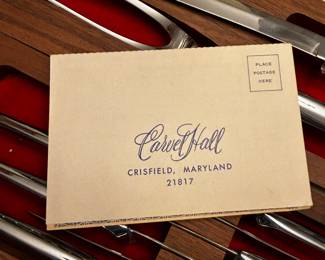 PLACE
POSTAGE
HERE
Carvel Hall
CRISFIELD, MARYLAND
21817